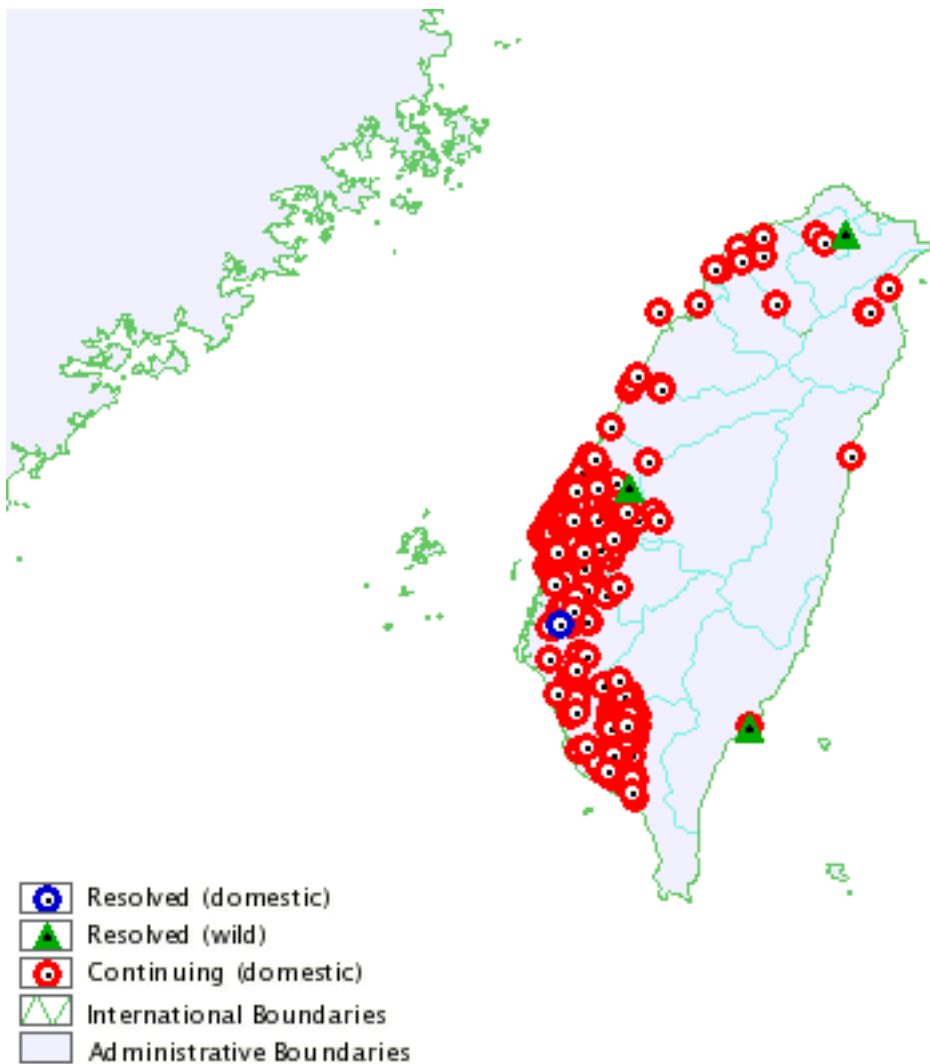 Resolved (domestic)
Resolved (wild)
Continuing (domestic)
International Boundaries
Administrative Boundaries